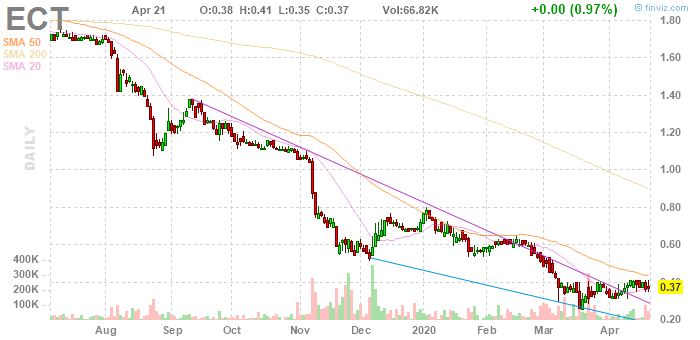 ECT
Apr 21 O:0.38 H:0.41 L:0.35 C:0.37 Vol:66.82K +0.00 (0.97%)
© finviz.com
SMA 50
SMA 200
SMA 20
DAILY
1.80
1.60
1.40
1.20
1.00
0.80
0.60
0.40
0.37
0.20
400K
300K
200K
100K
Aug Sep Oct Nov Dec 2020 Feb Mar Apr